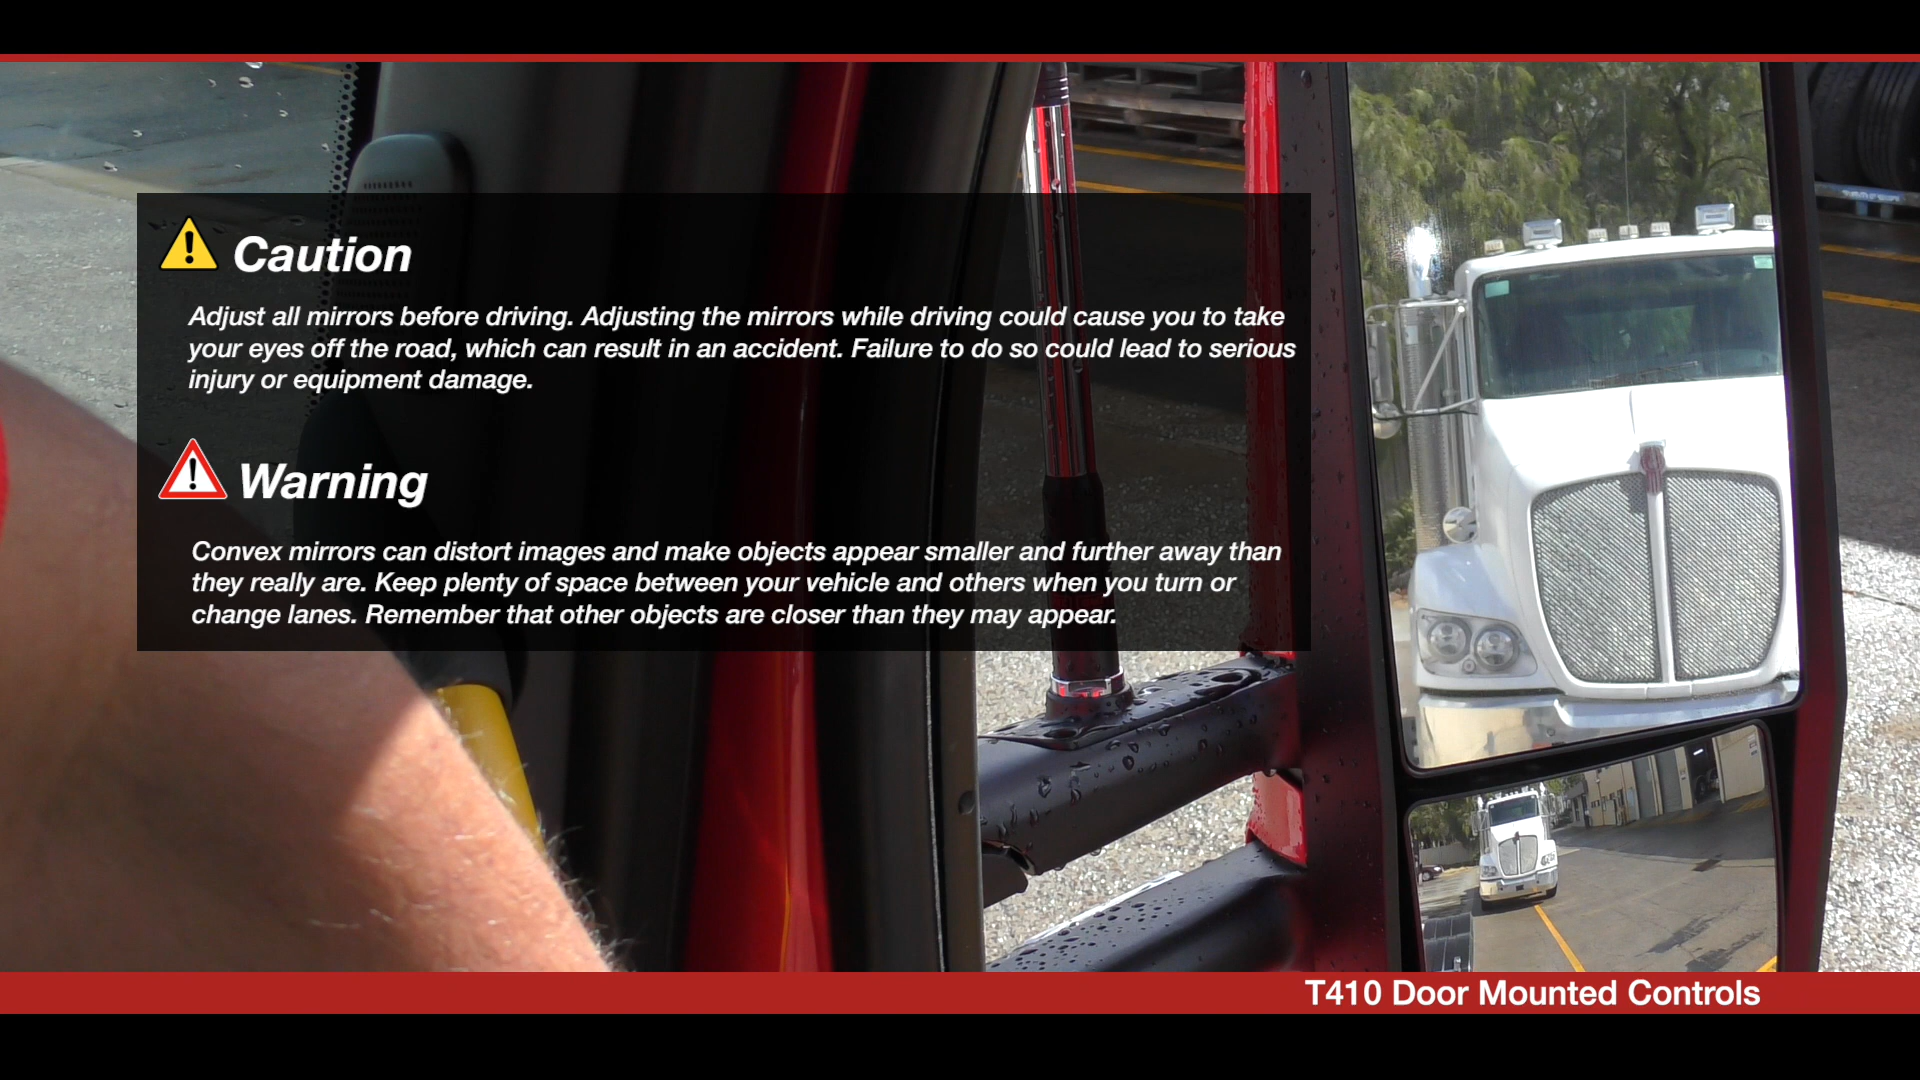 Caution
Adjust all mirrors before driving. Adjusting the mirrors while driving could cause you to take
your eyes off the road, which can result in an accident. Failure to do so could lead to serious
injury or equipment damage.
Warning
Convex mirrors can distort images and make objects appear smaller and further away than
they really are. Keep plenty of space between your vehicle and others when you turn or
change lanes. Remember that other objects are closer than they may appear.
T410 Door Mounted Controls